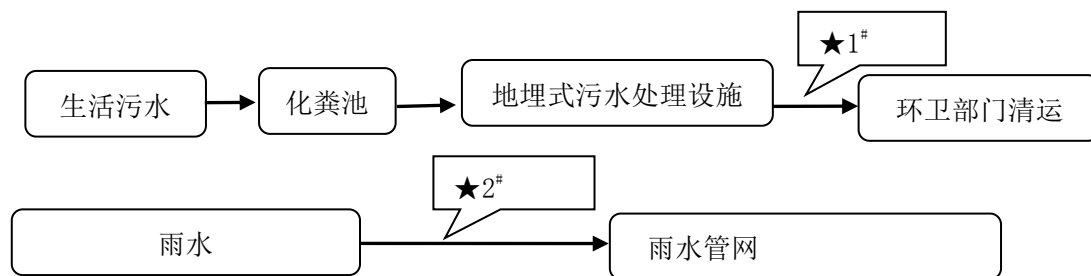 ★1#
生活污水
化粪池
地埋式污水处理设施
环卫部门清运
★2#
雨水
雨水管网